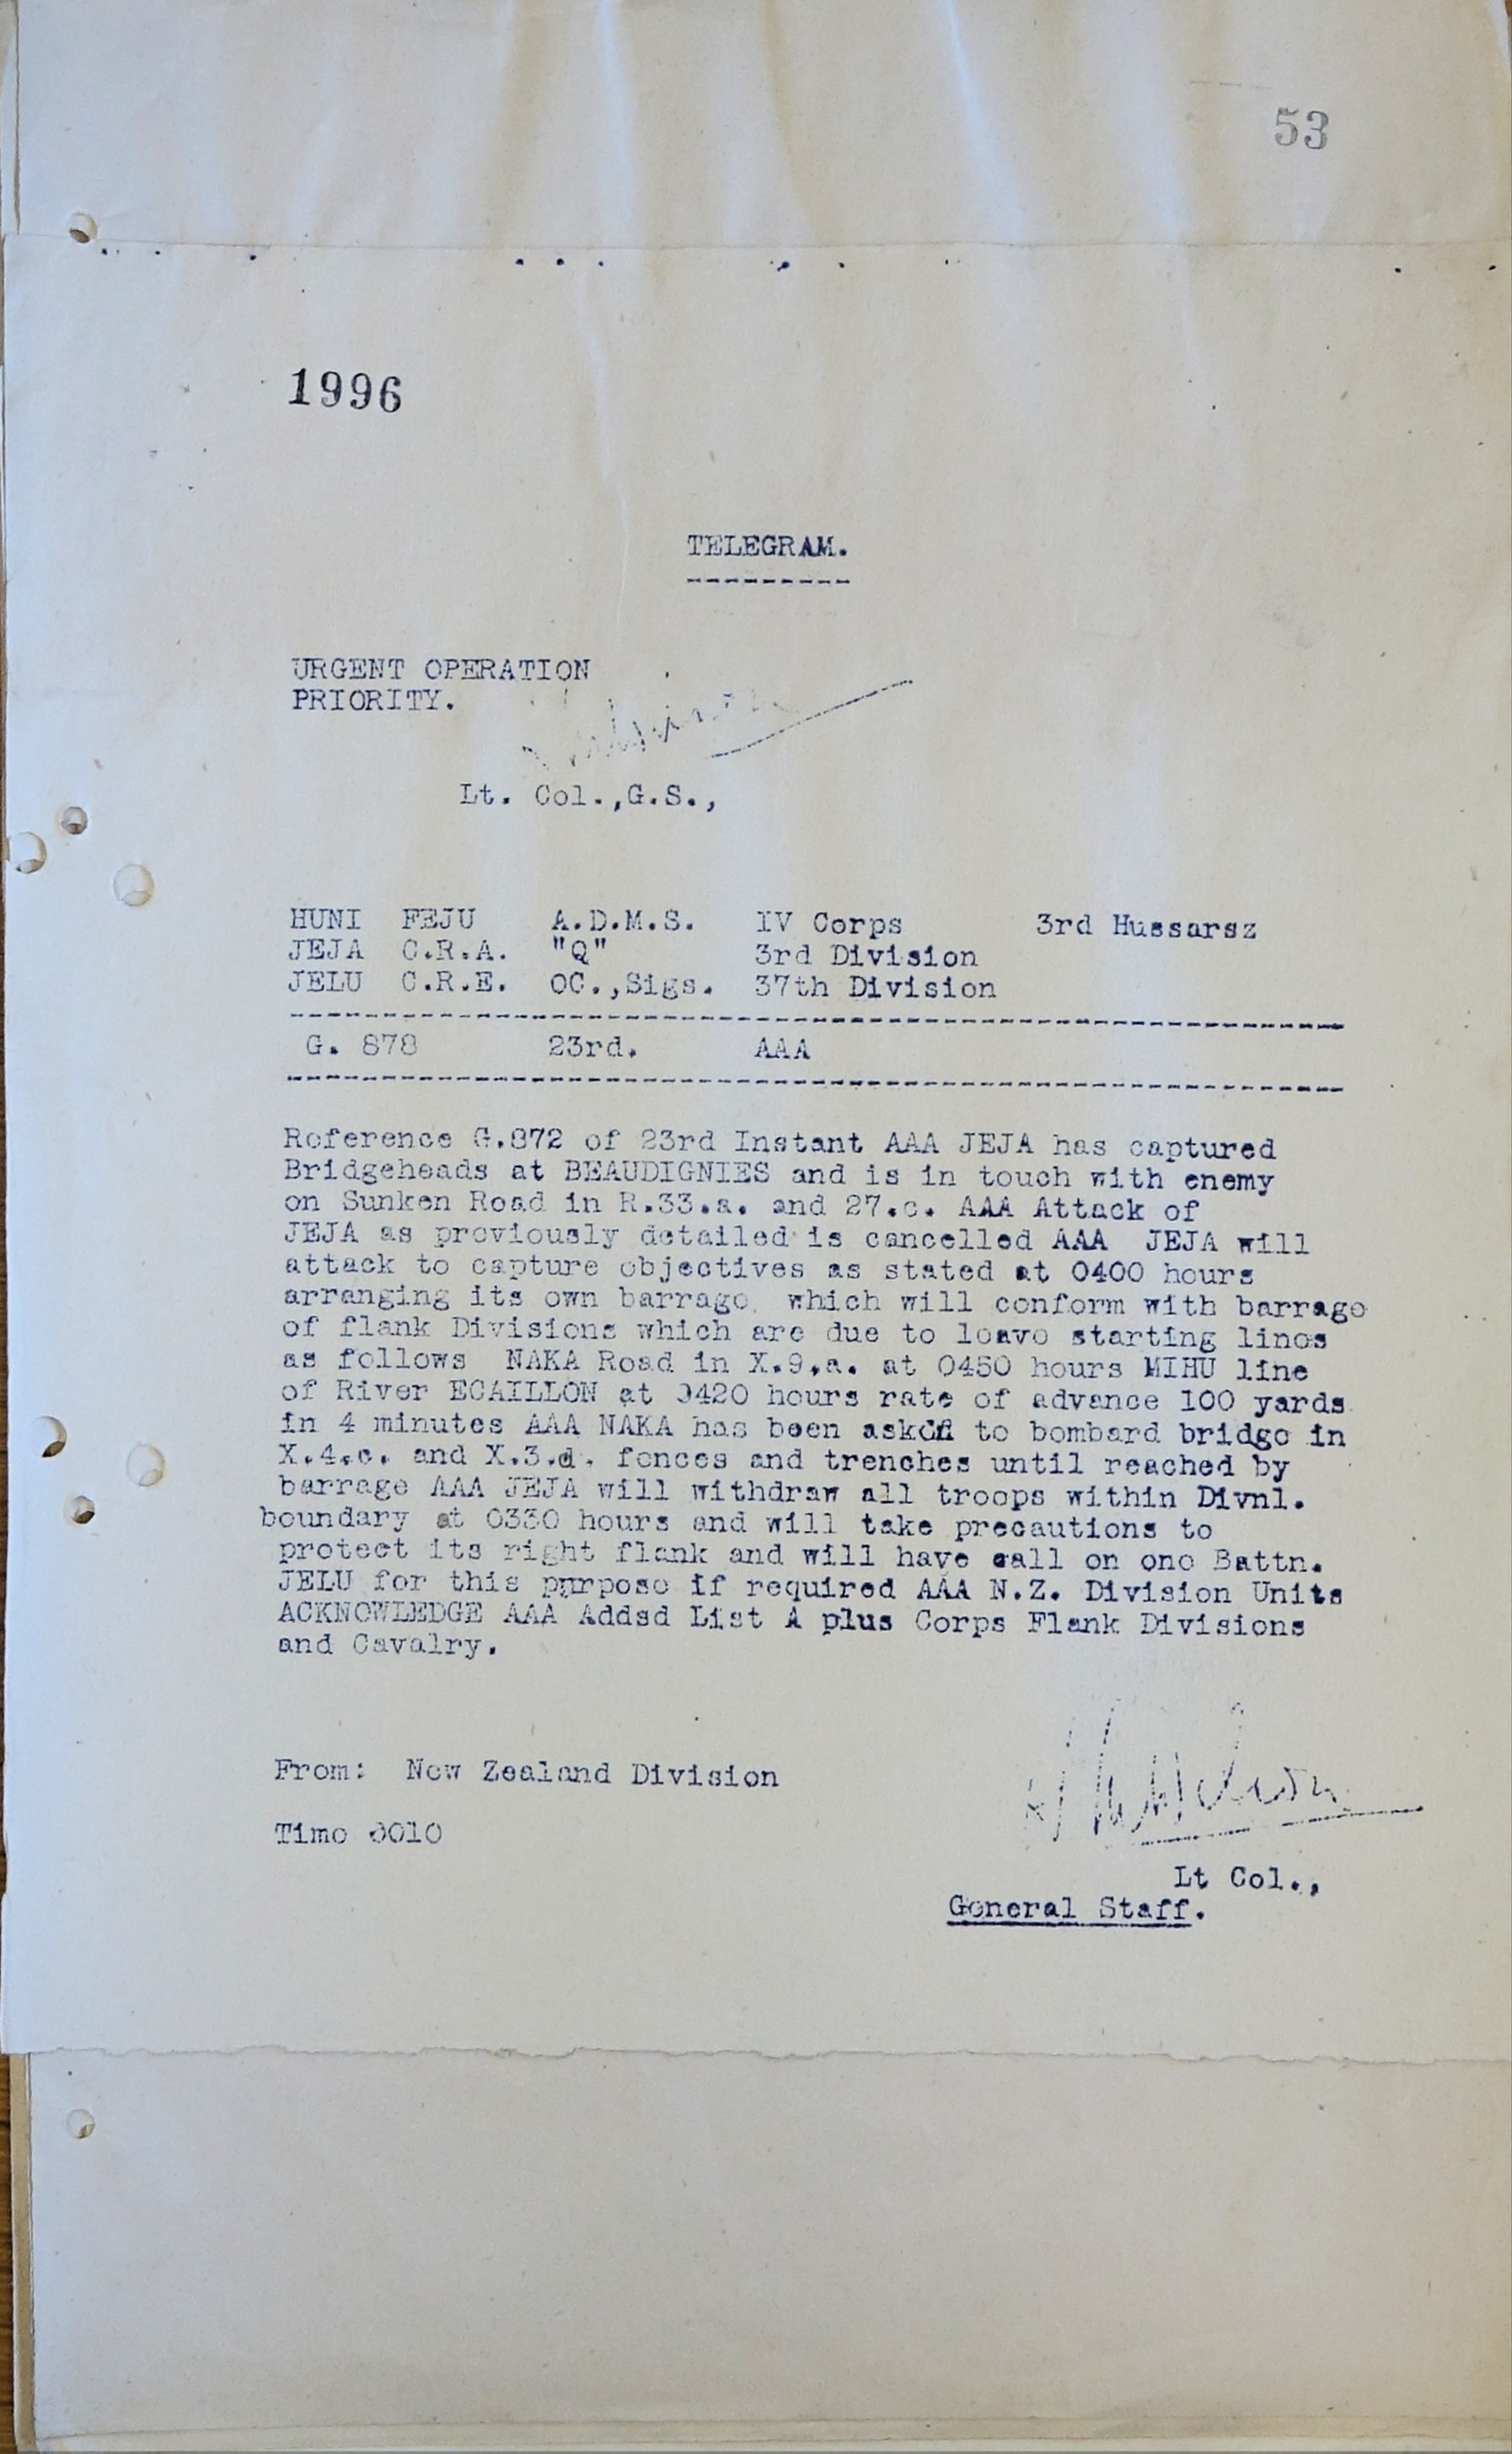 53
1996
TELEGRAM.
URGENT OPERATION
PRIORITY.
Lt. Col.,G.S.,
HUNI FEJU A.D.M.S. IV Corps 3rd Hussarsz
JEJA C.R.A. "Q" 3rd Division
JELU C.R.E. OC.,Sigs. 37th Division
G. 878 23rd. AAA
Reference G.872 of 23rd Instant AAA JEJA has captured
Bridgeheads at BEAUDIGNIES and is in touch with enemy
on Sunken Road in R.33.a. and 27.c. AAA Attack of
JEJA as previously detailed is cancelled AAA JEJA will
attack to capture objectives as stated at 0400 hours
arranging its own barrage which will conform with barrage
of flank Divisions which are due to leave starting lines
as follows NAKA Road in X.9.a. at 0450 hours MIHU line
of River ECAILLON at 0420 hours rate of advance 100 yards
in 4 minutes AAA NAKA has been asked to bombard bridge in
X.4.c. and X.3.d. fences and trenches until reached by
barrage AAA JEJA will withdraw all troops within Divnl.
boundary at 0330 hours and will take precautions to
protect its right flank and will have call on one Battn.
JELU for this purpose if required AAA N.Z. Division Units
ACKNOWLEDGE AAA Addsd List A plus Corps Flank Divisions
and Cavalry.
From: New Zealand Division
Time 0010
Lt Col.,
General Staff.